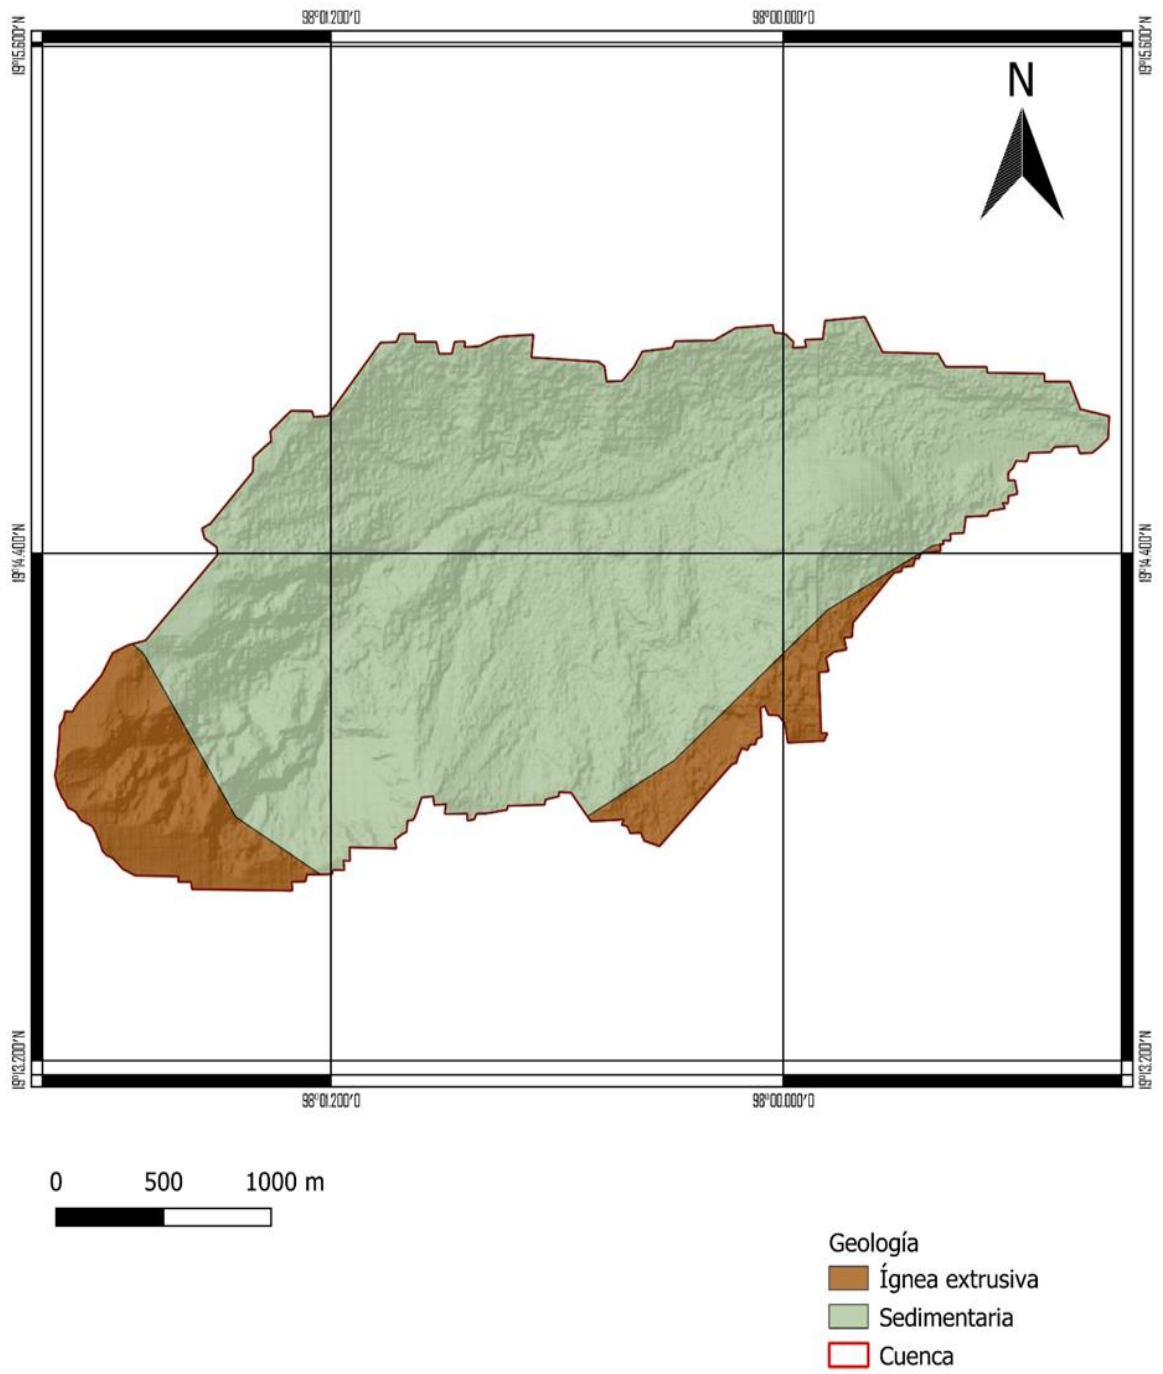 98°01.200'O 98°00.000'O
19°15.600'N 19°15.600'N
N
19°14.400'N 19°14.400'N
19°13.200'N 19°13.200'N
98°01.200'O 98°00.000'O
0 500 1000 m
Geología
Ígnea extrusiva
Sedimentaria
Cuenca